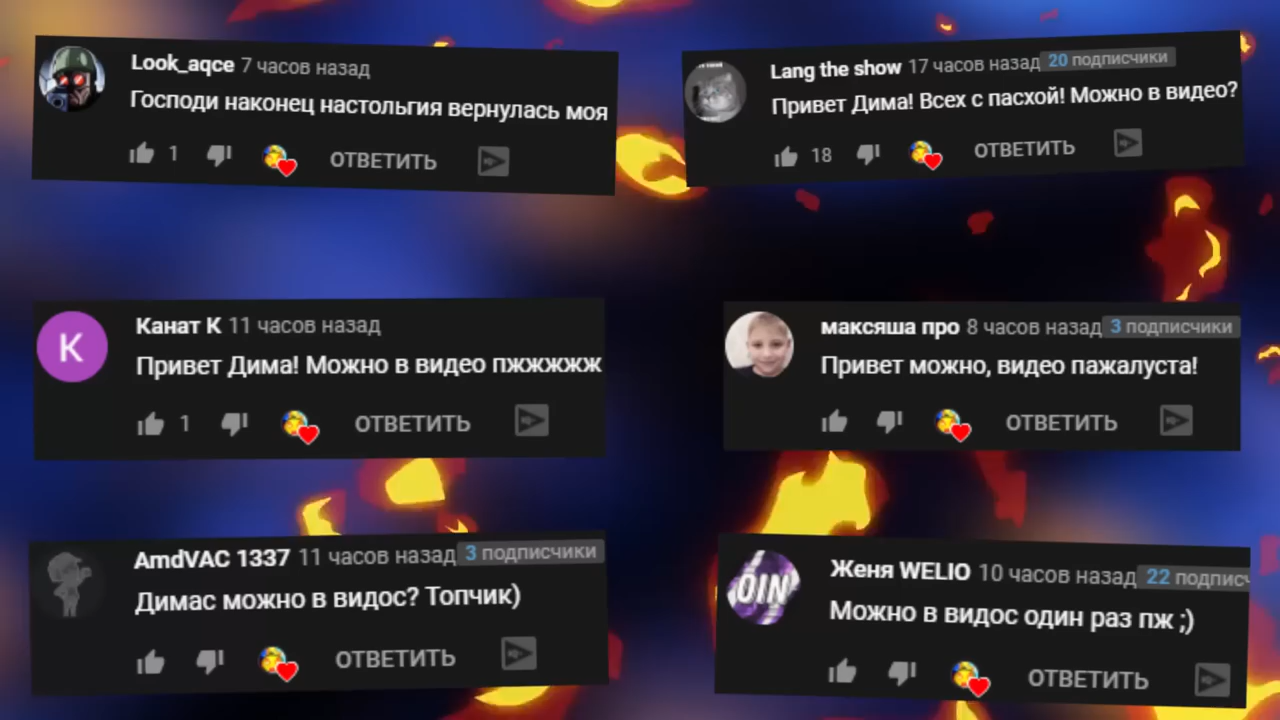 Look_aqce 7 часов назад
Господи наконец настольгия вернулась моя
1 ОТВЕТИТЬ
Lang the show 17 часов назад 20 подписчики
Привет Дима! Всех с пасхой! Можно в видео?
18 ОТВЕТИТЬ
К
Канат К 11 часов назад
Привет Дима! Можно в видео пжжжжж
1 ОТВЕТИТЬ
максяша про 8 часов назад 3 подписчики
Привет можно, видео пажалуста!
ОТВЕТИТЬ
AmdVAC 1337 11 часов назад 3 подписчики
Димас можно в видос? Топчик)
ОТВЕТИТЬ
OIN
Женя WELIO 10 часов назад 22
Можно в видос один раз пж ;)
ОТВЕТИТЬ